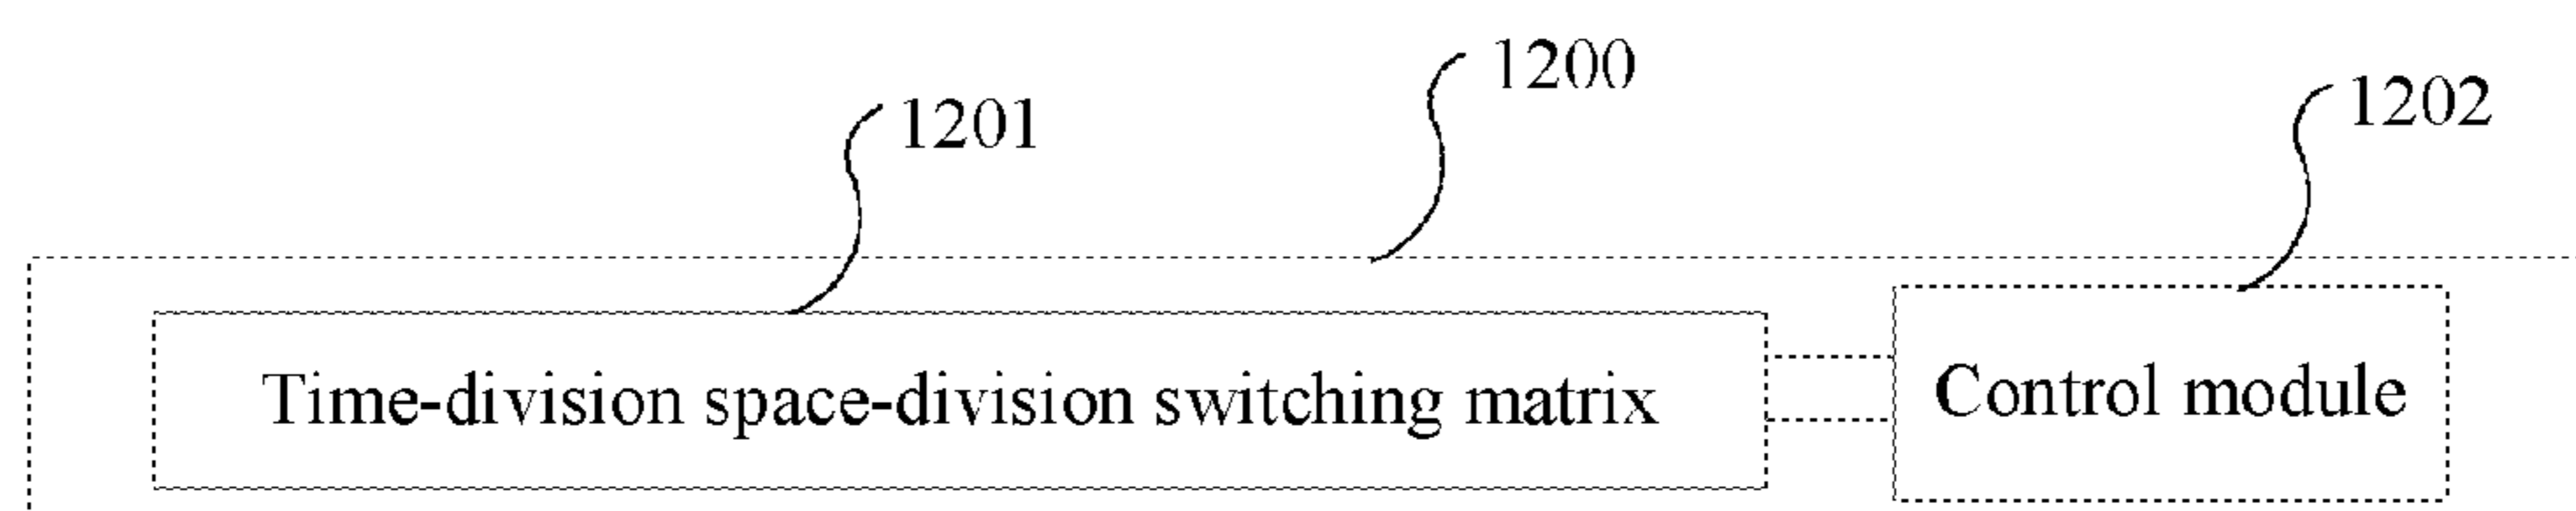 1200
1202
1201
Time-division space-division switching matrix
Control module